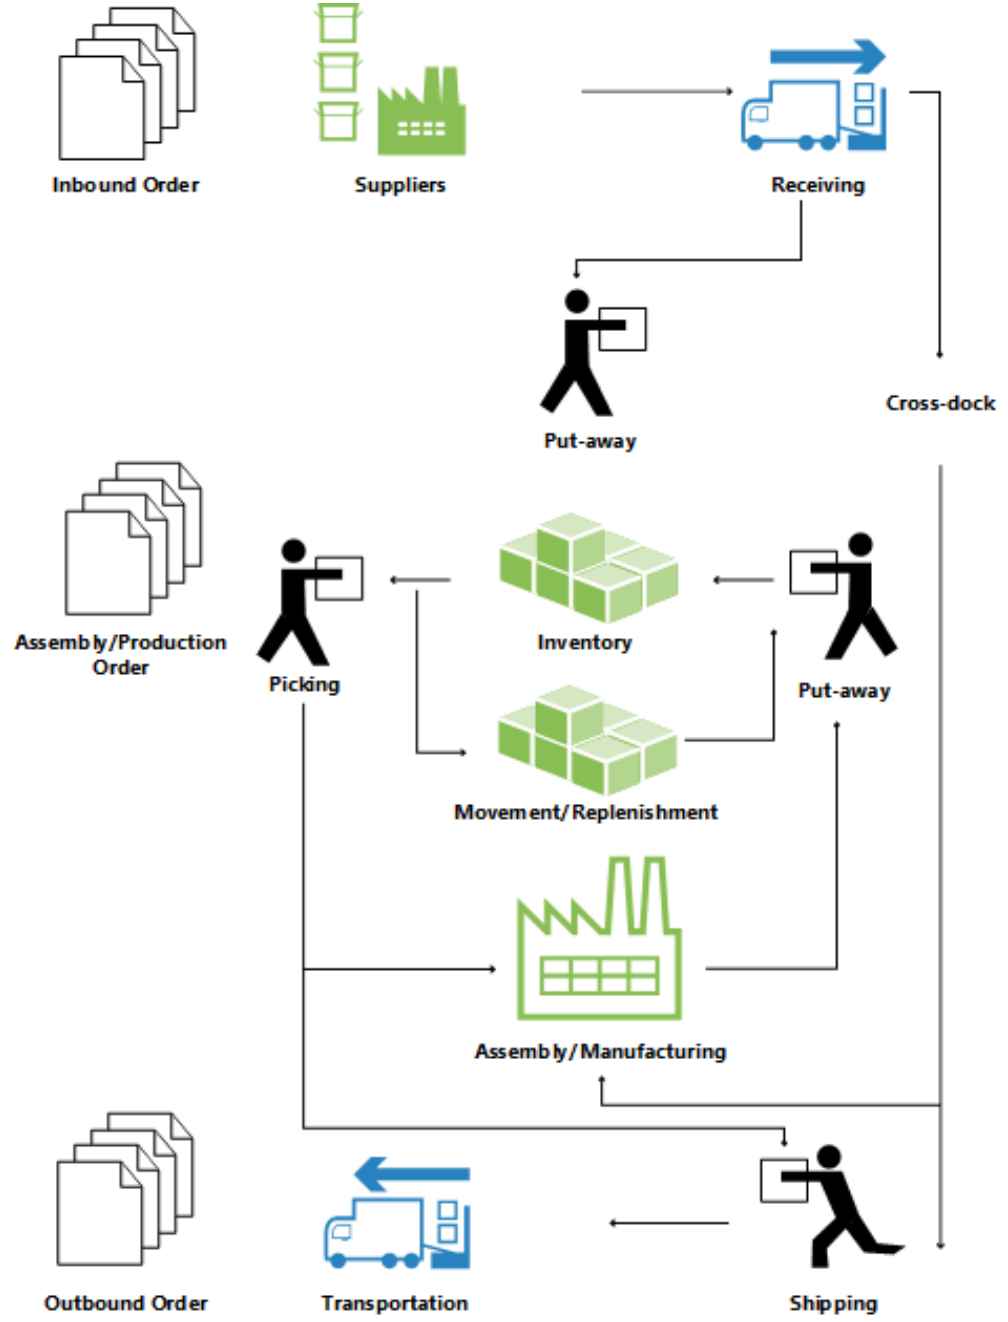 Inbound Order
Suppliers
Receiving
Cross-dock
Put-away
Assembly/Production
Order
Picking
Inventory
Put-away
Movement/Replenishment
Assembly/Manufacturing
Outbound Order
Transportation
Shipping